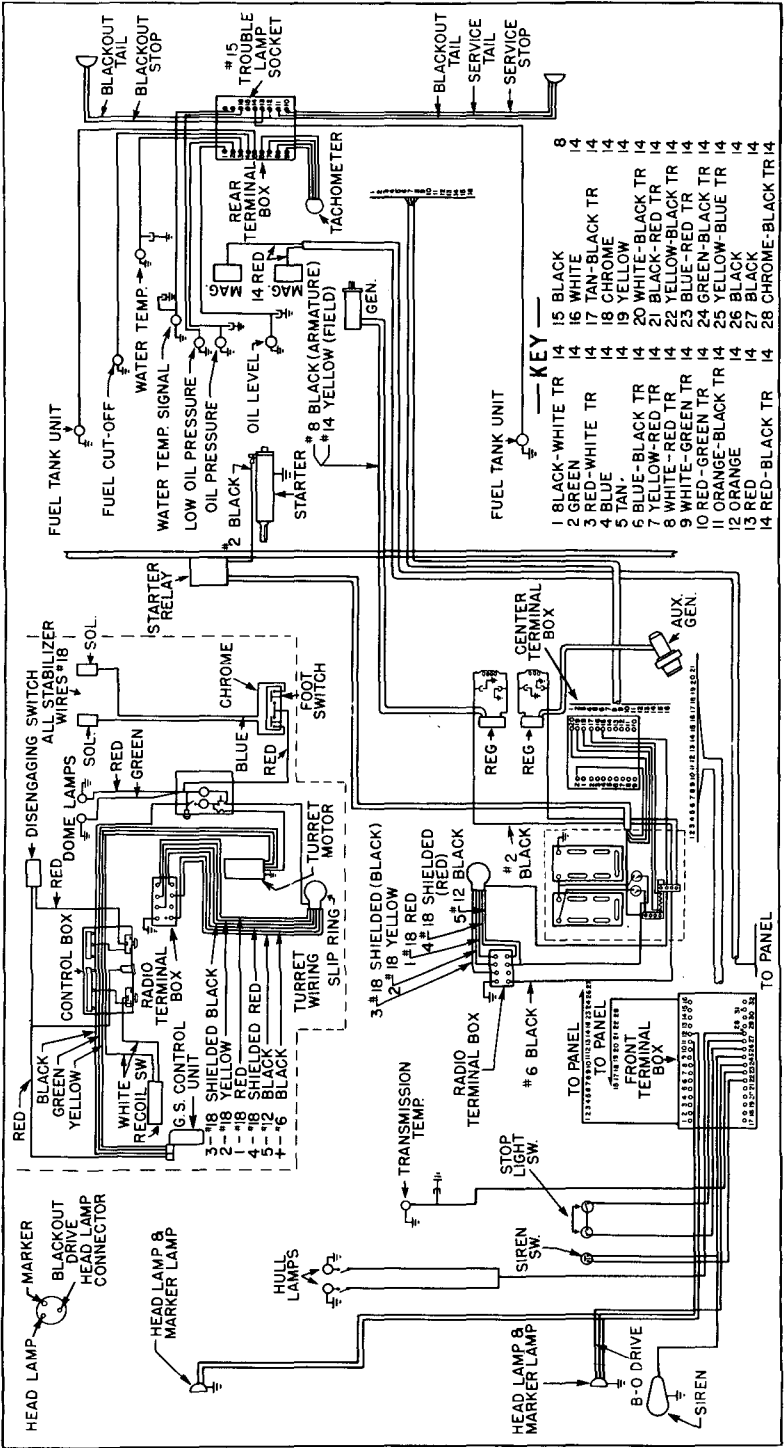 HEAD LAMP
MARKER
BLACKOUT
DRIVE
HEAD LAMP
CONNECTOR
HEAD LAMP &
MARKER LAMP
HULL
LAMPS
HEAD LAMP &
MARKER LAMP
B-O DRIVE
SIREN
SIREN
SW.
STOP
LIGHT
SW.
TRANSMISSION
TEMP.
RED
BLACK
GREEN
YELLOW
WHITE
RECOIL SW.
G.S. CONTROL
UNIT
CONTROL BOX
RED
DISENGAGING SWITCH
ALL STABILIZER
WIRES #18
DOME LAMPS
RED
GREEN
SOL.
SOL.
BLUE
RED
CHROME
FOOT
SWITCH
RADIO
TERMINAL
BOX
TURRET
MOTOR
TURRET
WIRING
SLIP RING
3--#18 SHIELDED BLACK
2--#18 YELLOW
1--#18 RED
4--#18 SHIELDED RED
5--#12 BLACK
+--#6 BLACK
STARTER
RELAY
#2 BLACK
STARTER
FUEL TANK UNIT
FUEL CUT-OFF
WATER TEMP.
WATER TEMP. SIGNAL
LOW OIL PRESSURE
OIL PRESSURE
OIL LEVEL
MAG.
MAG.
14 RED
#8 BLACK (ARMATURE)
#14 YELLOW (FIELD)
GEN.
BLACKOUT
TAIL
BLACKOUT
STOP
#15
TROUBLE
LAMP
SOCKET
REAR
TERMINAL
BOX
TACHOMETER
BLACKOUT
TAIL
SERVICE
TAIL
SERVICE
STOP
FUEL TANK UNIT
3 #18 SHIELDED (BLACK)
2 #18 YELLOW
1 #18 RED
4 #18 SHIELDED
(RED)
5 #12 BLACK
#2
BLACK
RADIO
TERMINAL BOX
#6 BLACK
REG
REG
CENTER
TERMINAL
BOX
AUX.
GEN.
TO PANEL
TO PANEL
FRONT
TERMINAL
BOX
TO PANEL
KEY
1 BLACK-WHITE TR 14
2 GREEN 14
3 RED-WHITE TR 14
4 BLUE 14
5 TAN 14
6 BLUE-BLACK TR 14
7 YELLOW-RED TR 14
8 WHITE-RED TR 14
9 WHITE-GREEN TR 14
10 RED-GREEN TR 14
11 ORANGE-BLACK TR 14
12 ORANGE 14
13 RED 14
14 RED-BLACK TR 14
15 BLACK 8
16 WHITE 14
17 TAN-BLACK TR 14
18 CHROME 14
19 YELLOW 14
20 WHITE-BLACK TR 14
21 BLACK-RED TR 14
22 YELLOW-BLACK TR 14
23 BLUE-RED TR 14
24 GREEN-BLACK TR 14
25 YELLOW-BLUE TR 14
26 BLACK 14
27 BLACK 14
28 CHROME-BLACK TR 14